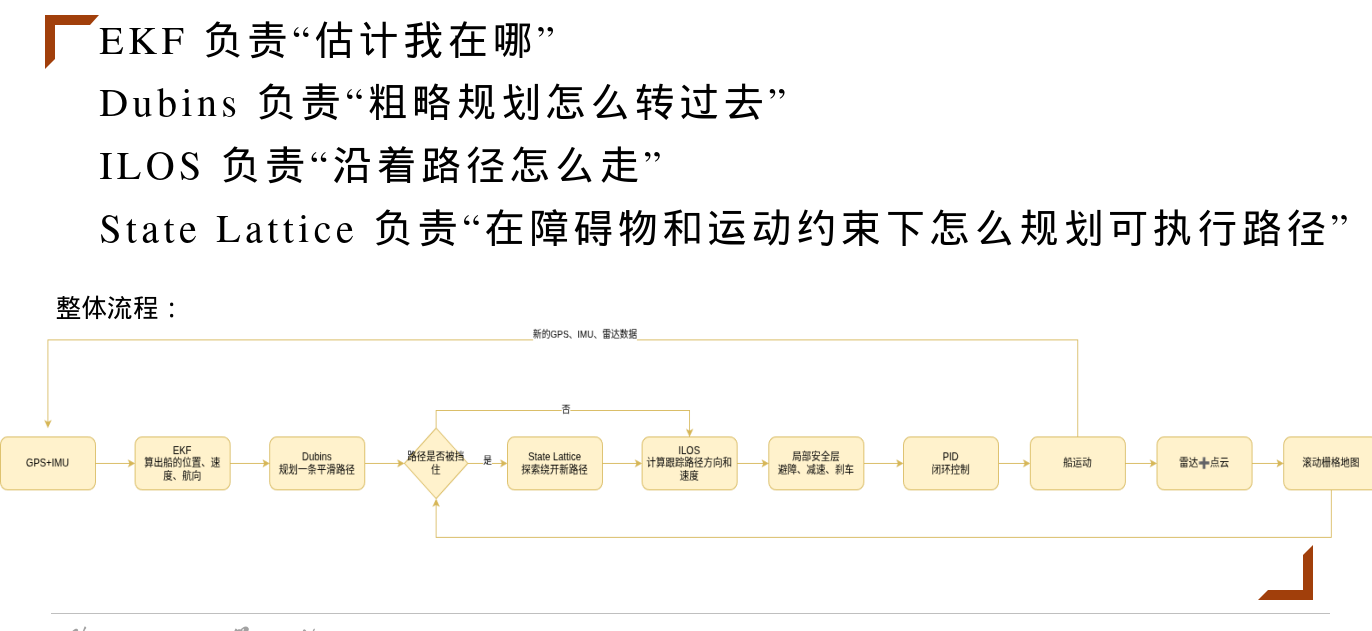 EKF 负责“估计我在哪”
Dubins 负责“粗略规划怎么转过去”
ILOS 负责“沿着路径怎么走”
State Lattice 负责“在障碍物和运动约束下怎么规划可执行路径”
整体流程：
新的GPS、IMU、雷达数据
否
GPS+IMU
EKF
算出船的位置、速
度、航向
Dubins
规划一条平滑路径
路径是否被挡
住
是
State Lattice
探索绕开新路径
ILOS
计算跟踪路径方向和
速度
局部安全层
避障、减速、刹车
PID
闭环控制
船运动
雷达➕点云
滚动栅格地图